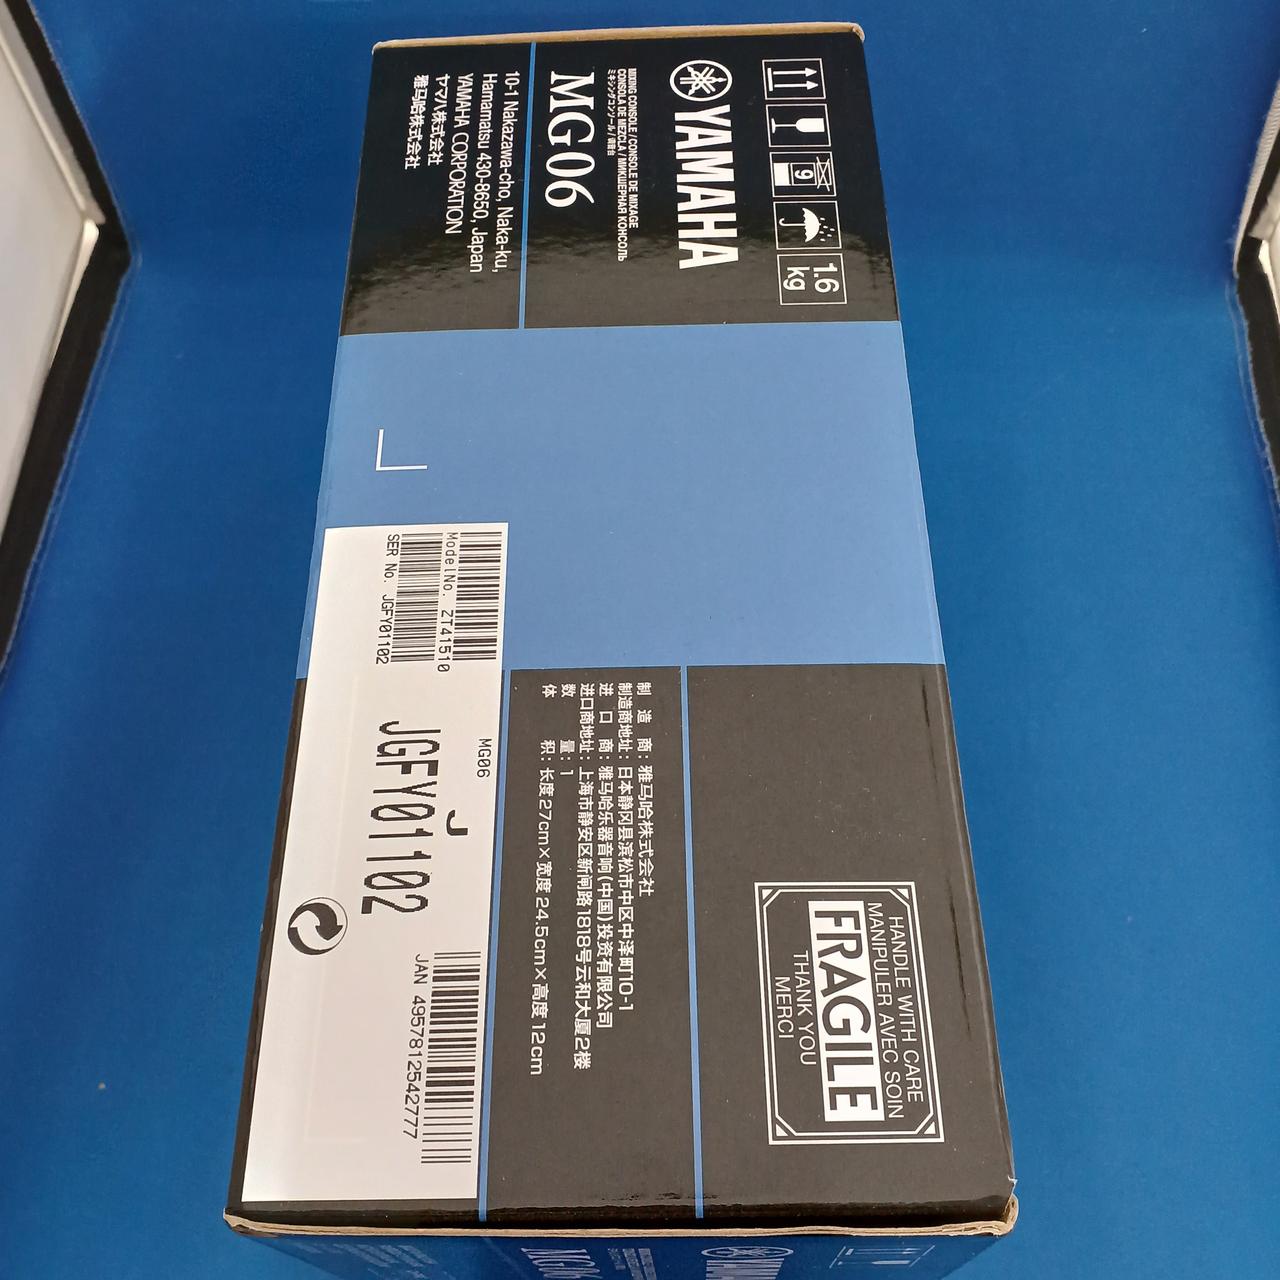 YAMAHA
MIXING CONSOLE / CONSOLE DE MIXAGE
CONSOLA DE MEZCLA / МИКШЕРНАЯ КОНСОЛЬ
ミキシングコンソール / 调音台
MG06
10-1 Nakazawa-cho, Naka-ku,
Hamamatsu 430-8650, Japan
YAMAHA CORPORATION
ヤマハ株式会社
雅马哈株式会社
9
1.6
kg
HANDLE WITH CARE
MANIPULER AVEC SOIN
FRAGILE
THANK YOU
MERCI
制造商：雅马哈株式会社
制造商地址：日本静冈县滨松市中区中泽町10-1
进口商：雅马哈乐器音响(中国)投资有限公司
进口商地址：上海市静安区新闸路1818号云和大厦2楼
数量：1
体积：长度27cm×宽度24.5cm×高度12cm
Model No. ZT41510
SER No. JGFY01102
MG06
J
JGFY01102
JAN 4957812542777
YAMAHA
MG06